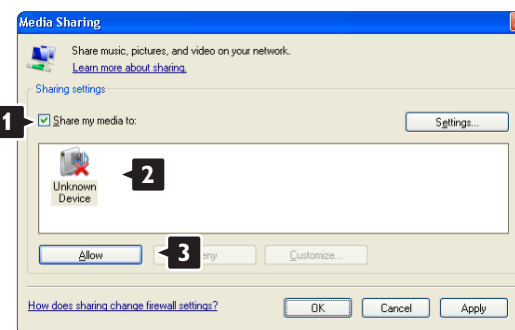 Media Sharing
Share music, pictures, and video on your network.
Learn more about sharing.
Sharing settings
1
Share my media to:
Settings...
2
Unknown
Device
Allow
3
Customize...
How does sharing change firewall settings?
OK
Cancel
Apply